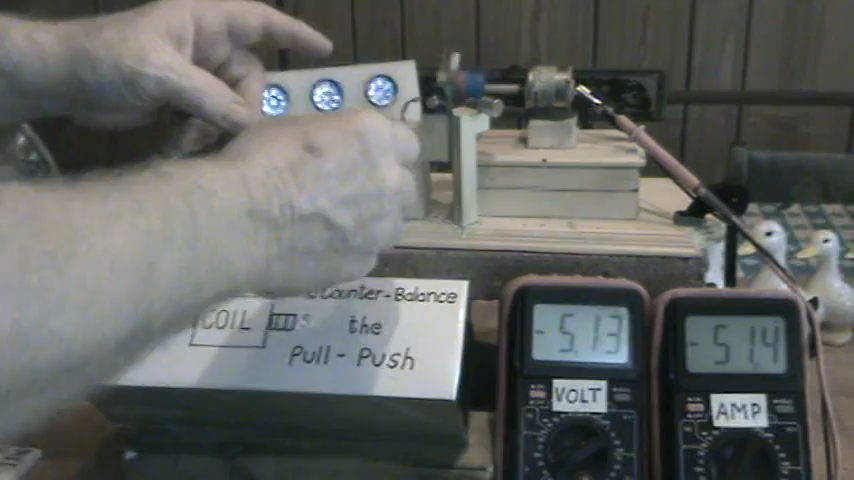 Counter-Balance
COIL the
Pull - Push
- 5.13
VOLT
- 51.4
AMP